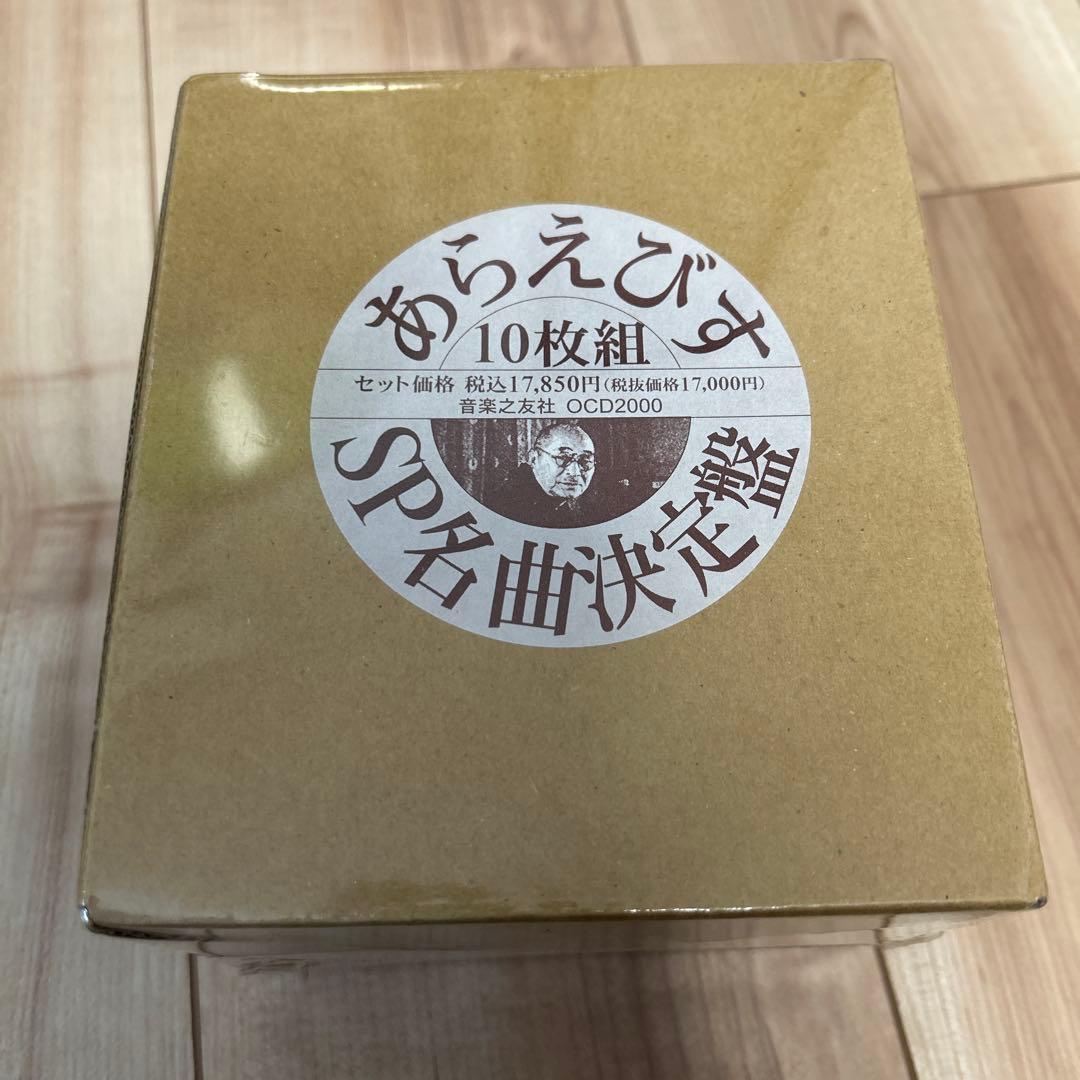 あらえびす
10枚組
セット価格 税込17,850円(税抜価格17,000円)
音楽之友社 OCD2000
SP名曲決定盤